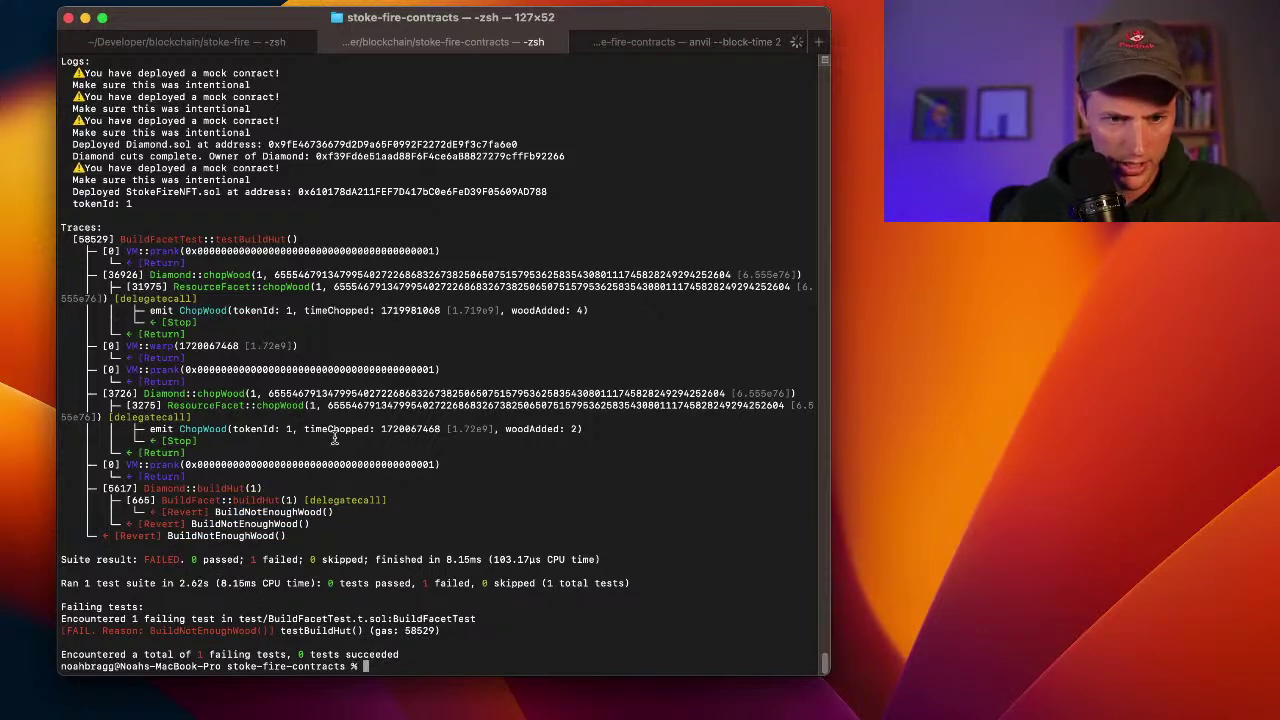 stoke-fire-contracts — -zsh — 127×52
~/Developer/blockchain/stoke-fire — -zsh
...er/blockchain/stoke-fire-contracts — -zsh
...e-fire-contracts — anvil --block-time 2
Logs:
⚠️You have deployed a mock conract!
Make sure this was intentional
⚠️You have deployed a mock conract!
Make sure this was intentional
⚠️You have deployed a mock conract!
Make sure this was intentional
Deployed Diamond.sol at address: 0x9fE46736679d2D9a65F0992F2272dE9f3c7fa6e0
Diamond cuts complete. Owner of Diamond: 0xf39Fd6e51aad88F6F4ce6aB8827279cffFb92266
⚠️You have deployed a mock conract!
Make sure this was intentional
Deployed StokeFireNFT.sol at address: 0x610178dA211FEF7D417bC0e6FeD39F05609AD788
tokenId: 1
Traces:
[58529] BuildFacetTest::testBuildHut()
├─ [0] VM::prank(0x0000000000000000000000000000000000000001)
│ └─ ← [Return]
├─ [36926] Diamond::chopWood(1, 65554679134799540272268683267382506507515795362583543080111745828249294252604 [6.555e76])
│ ├─ [31975] ResourceFacet::chopWood(1, 65554679134799540272268683267382506507515795362583543080111745828249294252604 [6.
555e76]) [delegatecall]
│ │ ├─ emit ChopWood(tokenId: 1, timeChopped: 1719981068 [1.719e9], woodAdded: 4)
│ │ └─ ← [Stop]
│ └─ ← [Return]
├─ [0] VM::warp(1720067468 [1.72e9])
│ └─ ← [Return]
├─ [0] VM::prank(0x0000000000000000000000000000000000000001)
│ └─ ← [Return]
├─ [3726] Diamond::chopWood(1, 65554679134799540272268683267382506507515795362583543080111745828249294252604 [6.555e76])
│ ├─ [3275] ResourceFacet::chopWood(1, 65554679134799540272268683267382506507515795362583543080111745828249294252604 [6.5
55e76]) [delegatecall]
│ │ ├─ emit ChopWood(tokenId: 1, timeChopped: 1720067468 [1.72e9], woodAdded: 2)
│ │ └─ ← [Stop]
│ └─ ← [Return]
├─ [0] VM::prank(0x0000000000000000000000000000000000000001)
│ └─ ← [Return]
├─ [5617] Diamond::buildHut(1)
│ ├─ [665] BuildFacet::buildHut(1) [delegatecall]
│ │ └─ ← [Revert] BuildNotEnoughWood()
│ └─ ← [Revert] BuildNotEnoughWood()
└─ ← [Revert] BuildNotEnoughWood()
Suite result: FAILED. 0 passed; 1 failed; 0 skipped; finished in 8.15ms (103.17µs CPU time)
Ran 1 test suite in 2.62s (8.15ms CPU time): 0 tests passed, 1 failed, 0 skipped (1 total tests)
Failing tests:
Encountered 1 failing test in test/BuildFacetTest.t.sol:BuildFacetTest
[FAIL. Reason: BuildNotEnoughWood()] testBuildHut() (gas: 58529)
Encountered a total of 1 failing tests, 0 tests succeeded
noahbragg@Noahs-MacBook-Pro stoke-fire-contracts %